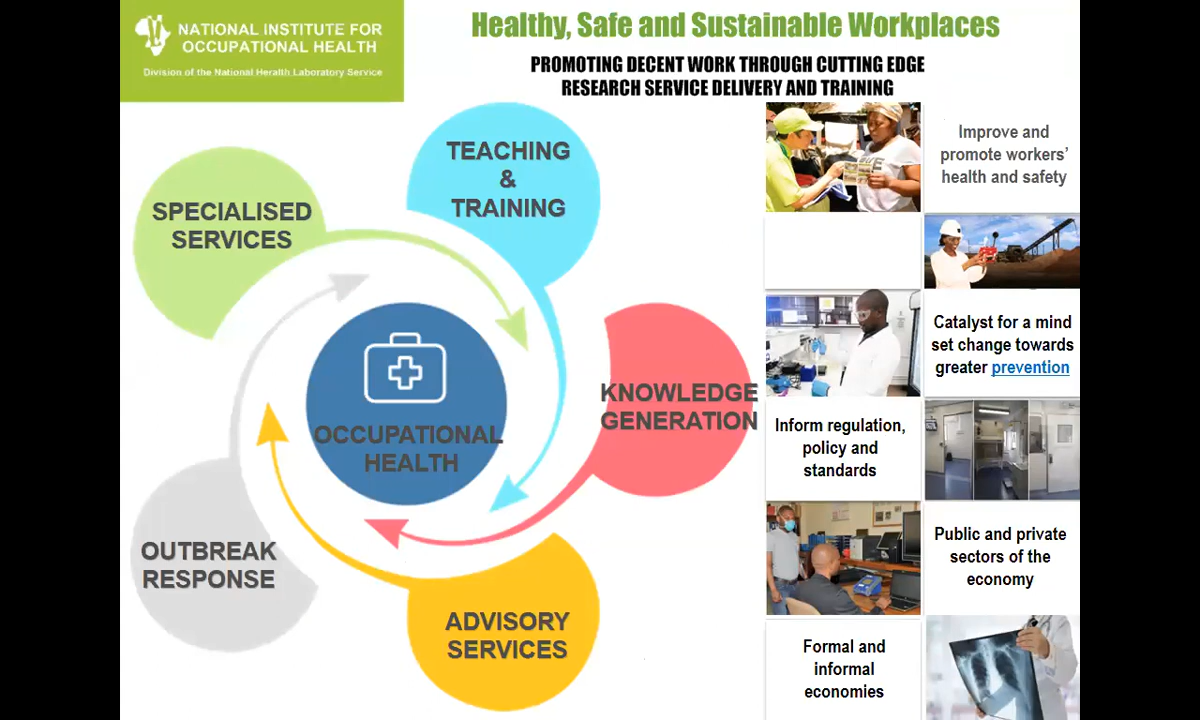 NATIONAL INSTITUTE FOR
OCCUPATIONAL HEALTH
Division of the National Heralth Laboratory Service
Healthy, Safe and Sustainable Workplaces
PROMOTING DECENT WORK THROUGH CUTTING EDGE
RESEARCH SERVICE DELIVERY AND TRAINING
TEACHING
&
TRAINING
SPECIALISED
SERVICES
KNOWLEDGE
GENERATION
OCCUPATIONAL
HEALTH
OUTBREAK
RESPONSE
ADVISORY
SERVICES
Improve and
promote workers'
health and safety
Catalyst for a mind
set change towards
greater prevention
Inform regulation,
policy and
standards
Public and private
sectors of the
economy
Formal and
informal
economies